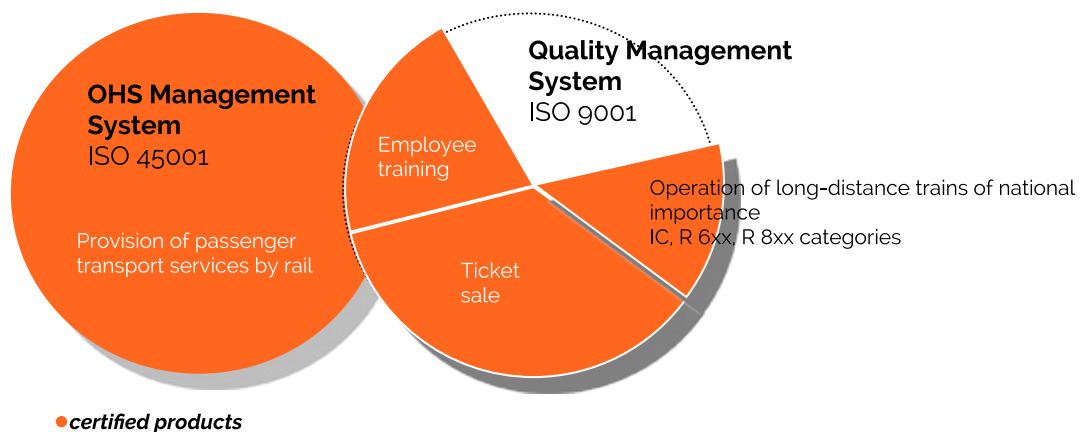 OHS Management
System
ISO 45001
Provision of passenger
transport services by rail
Quality Management
System
ISO 9001
Employee
training
Operation of long-distance trains of national
importance
IC, R 6xx, R 8xx categories
Ticket
sale
certified products